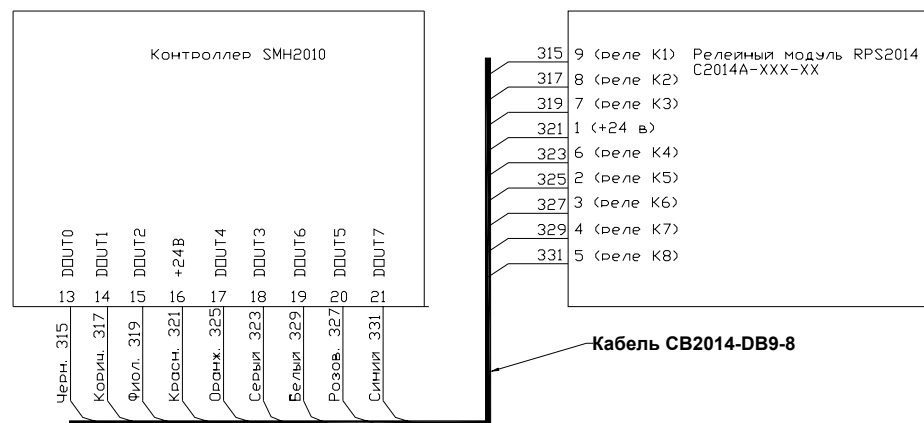 Контроллер SMH2010
315 9 (реле К1) Релейный модуль RPS2014
C2014A-XXX-XX
317 8 (реле К2)
319 7 (реле К3)
321 1 (+24 в)
323 6 (реле К4)
325 2 (реле К5)
327 3 (реле К6)
329 4 (реле К7)
331 5 (реле К8)
DOUT0
DOUT1
DOUT2
+24В
DOUT4
DOUT3
DOUT6
DOUT5
DOUT7
13 14 15 16 17 18 19 20 21
Черн. 315
Корич. 317
Фиол. 319
Красн. 321
Оранж. 325
Серый 323
Белый 329
Розов. 327
Синий 331
Кабель CB2014-DB9-8